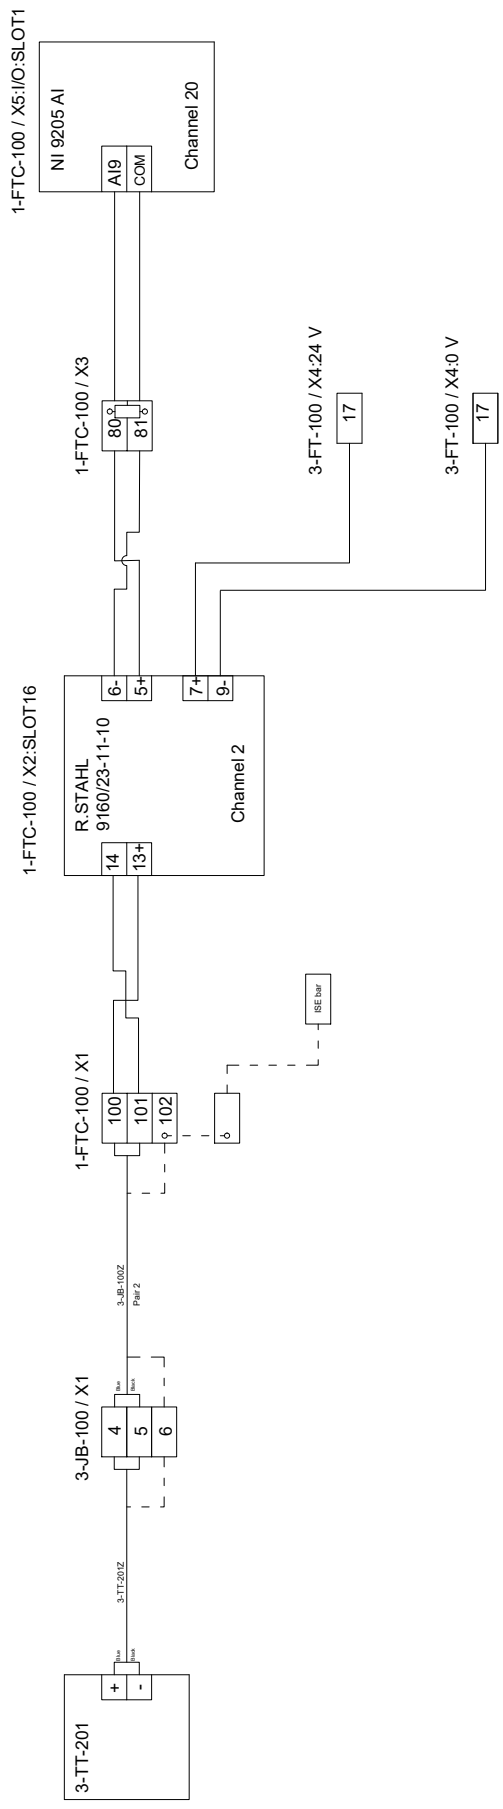 3-TT-201
+
-
Blue
Black
3-TT-201Z
3-JB-100 / X1
4
5
6
Blue
Black
3-JB-100Z
Pair 2
1-FTC-100 / X1
100
101
102
ISE bar
1-FTC-100 / X2:SLOT16
R.STAHL
9160/23-11-10
Channel 2
14
13+
6-
5+
7+
9-
1-FTC-100 / X3
80
81
3-FT-100 / X4:24 V
17
3-FT-100 / X4:0 V
17
1-FTC-100 / X5:I/O:SLOT1
NI 9205 AI
Channel 20
AI9
COM